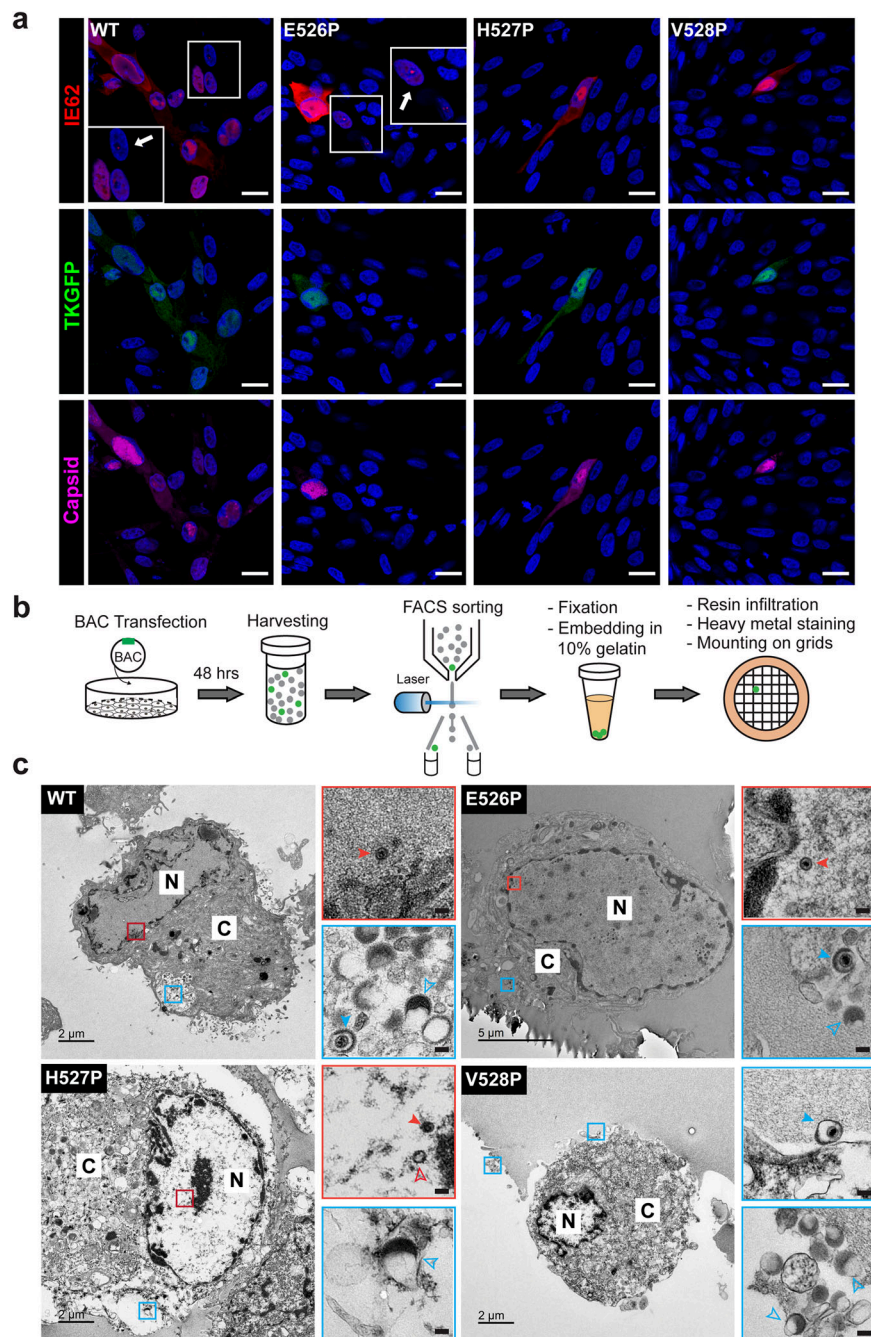 a
WT
E526P
H527P
V528P
IE62
TKGFP
Capsid
b
BAC Transfection
BAC
48 hrs
Harvesting
FACS sorting
Laser
- Fixation
- Embedding in
10% gelatin
- Resin infiltration
- Heavy metal staining
- Mounting on grids
c
WT
N
C
2 µm
E526P
N
C
5 µm
H527P
C
N
2 µm
V528P
N
C
2 µm